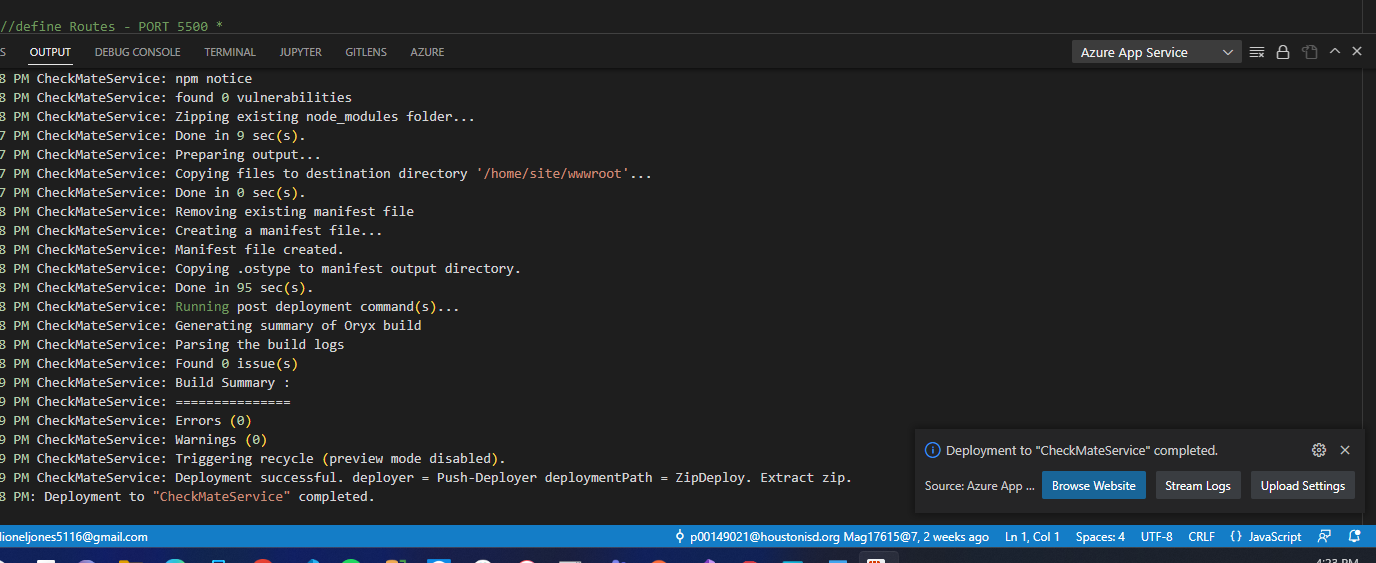 //define Routes - PORT 5500 *
S OUTPUT DEBUG CONSOLE TERMINAL JUPYTER GITLENS AZURE Azure App Service
8 PM CheckMateService: npm notice
8 PM CheckMateService: found 0 vulnerabilities
8 PM CheckMateService: Zipping existing node_modules folder...
7 PM CheckMateService: Done in 9 sec(s).
7 PM CheckMateService: Preparing output...
7 PM CheckMateService: Copying files to destination directory '/home/site/wwwroot'...
7 PM CheckMateService: Done in 0 sec(s).
8 PM CheckMateService: Removing existing manifest file
8 PM CheckMateService: Creating a manifest file...
8 PM CheckMateService: Manifest file created.
8 PM CheckMateService: Copying .ostype to manifest output directory.
8 PM CheckMateService: Done in 95 sec(s).
8 PM CheckMateService: Running post deployment command(s)...
8 PM CheckMateService: Generating summary of Oryx build
8 PM CheckMateService: Parsing the build logs
8 PM CheckMateService: Found 0 issue(s)
9 PM CheckMateService: Build Summary :
9 PM CheckMateService: ===============
9 PM CheckMateService: Errors (0)
9 PM CheckMateService: Warnings (0)
9 PM CheckMateService: Triggering recycle (preview mode disabled).
9 PM CheckMateService: Deployment successful. deployer = Push-Deployer deploymentPath = ZipDeploy. Extract zip.
8 PM: Deployment to "CheckMateService" completed.
Deployment to "CheckMateService" completed.
Source: Azure App ... Browse Website Stream Logs Upload Settings
lioneljones5116@gmail.com p00149021@houstonisd.org Mag17615@7, 2 weeks ago Ln 1, Col 1 Spaces: 4 UTF-8 CRLF {} JavaScript
4:23 PM